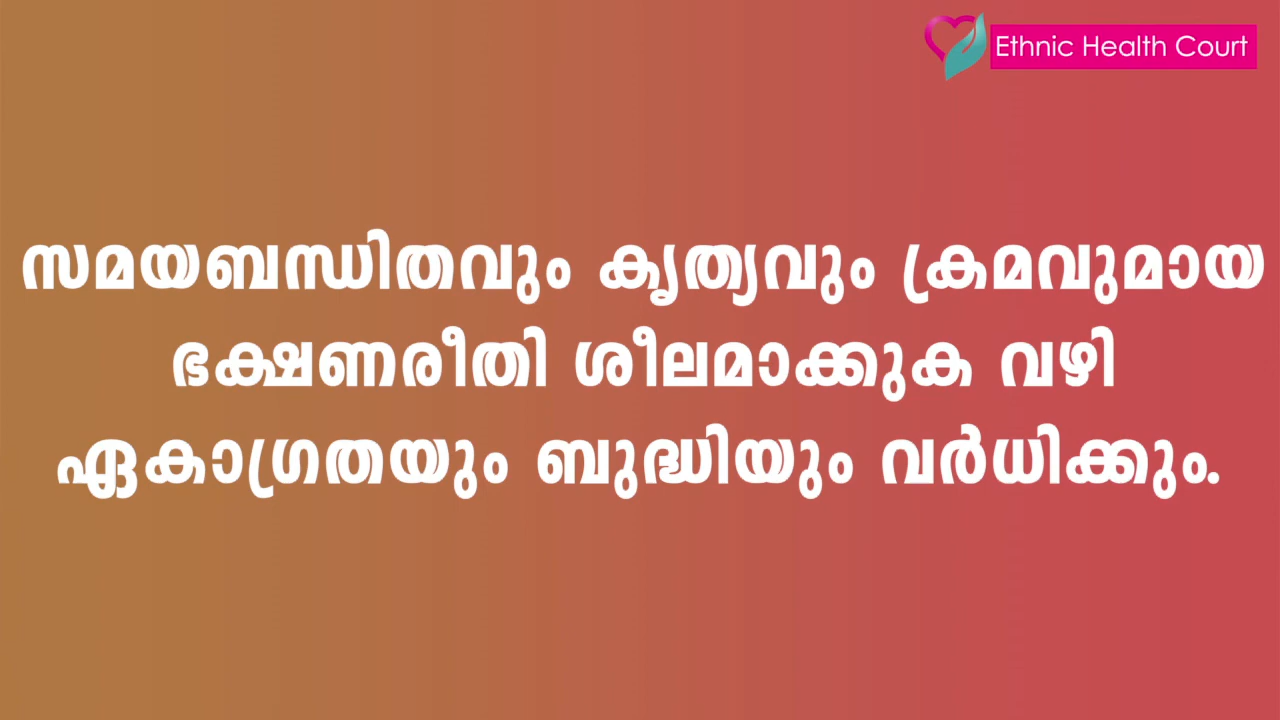 Ethnic Health Court
സമയബന്ധിതവും കൃത്യവും ക്രമവുമായ
ഭക്ഷണരീതി ശീലമാക്കുക വഴി
ഏകാഗ്രതയും ബുദ്ധിയും വർധിക്കും.